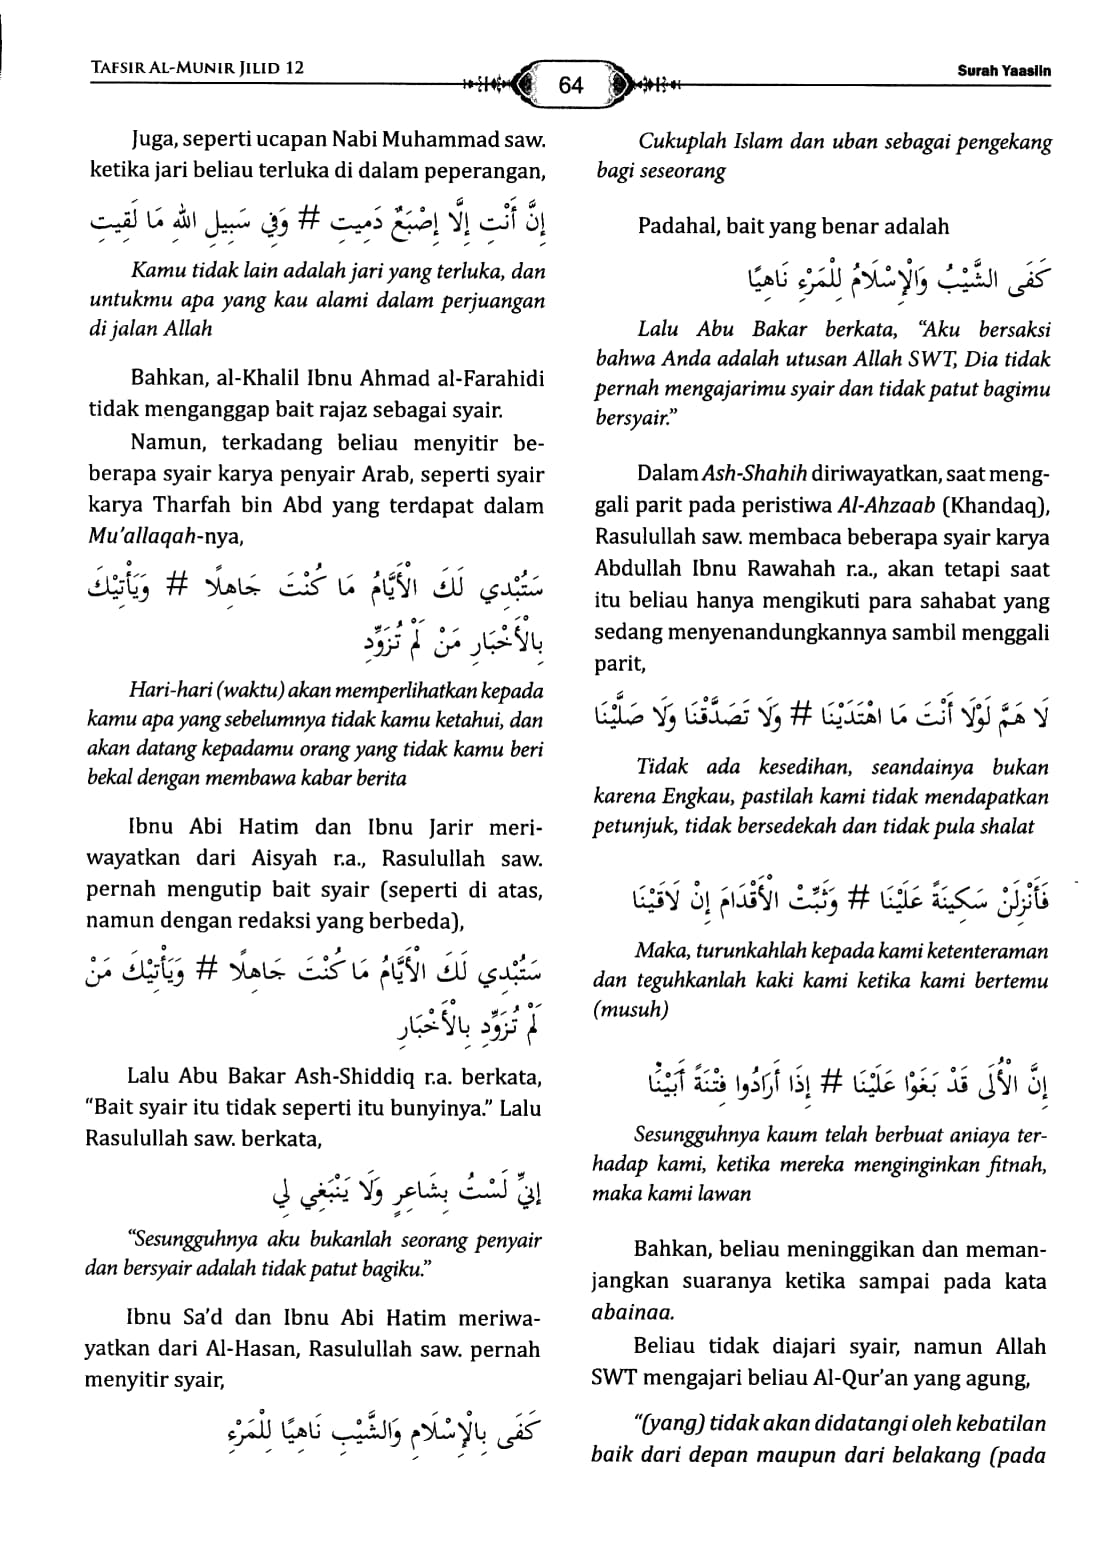 TAFSIR AL-MUNIR JILID 12
64
Surah Yaasiin
Juga, seperti ucapan Nabi Muhammad saw.
ketika jari beliau terluka di dalam peperangan,
إِنَّ أَنْتِ إِلَّا إِصْبَعٌ دَمِيتِ # وَفِي سَبِيلِ اللهِ مَا لَقِيتِ
Kamu tidak lain adalah jari yang terluka, dan
untukmu apa yang kau alami dalam perjuangan
di jalan Allah
Bahkan, al-Khalil Ibnu Ahmad al-Farahidi
tidak menganggap bait rajaz sebagai syair.
Namun, terkadang beliau menyitir be-
berapa syair karya penyair Arab, seperti syair
karya Tharfah bin Abd yang terdapat dalam
Mu'allaqah-nya,
سَتُبْدِي لَكَ الْأَيَّامُ مَا كُنْتَ جَاهِلًا # وَيَأْتِيْكَ
بِالْأَخْبَارِ مَنْ لَمْ تُزَوِّدِ
Hari-hari (waktu) akan memperlihatkan kepada
kamu apa yang sebelumnya tidak kamu ketahui, dan
akan datang kepadamu orang yang tidak kamu beri
bekal dengan membawa kabar berita
Ibnu Abi Hatim dan Ibnu Jarir meri-
wayatkan dari Aisyah r.a., Rasulullah saw.
pernah mengutip bait syair (seperti di atas,
namun dengan redaksi yang berbeda),
سَتُبْدِي لَكَ الْأَيَّامُ مَا كُنْتَ جَاهِلًا # وَيَأْتِيْكَ مَنْ
لَمْ تُزَوِّدِ بِالْأَخْبَارِ
Lalu Abu Bakar Ash-Shiddiq r.a. berkata,
“Bait syair itu tidak seperti itu bunyinya.” Lalu
Rasulullah saw. berkata,
إِنِّي لَسْتُ بِشَاعِرٍ وَلَا يَنْبَغِي لِي
“Sesungguhnya aku bukanlah seorang penyair
dan bersyair adalah tidak patut bagiku.”
Ibnu Sa'd dan Ibnu Abi Hatim meriwa-
yatkan dari Al-Hasan, Rasulullah saw. pernah
menyitir syair,
كَفَى بِالْإِسْلَامِ وَالشَّيْبِ نَاهِيًا لِلْمَرْءِ
Cukuplah Islam dan uban sebagai pengekang
bagi seseorang
Padahal, bait yang benar adalah
كَفَى الشَّيْبُ وَالْإِسْلَامُ لِلْمَرْءِ نَاهِيًا
Lalu Abu Bakar berkata, “Aku bersaksi
bahwa Anda adalah utusan Allah SWT, Dia tidak
pernah mengajarimu syair dan tidak patut bagimu
bersyair.”
Dalam Ash-Shahih diriwayatkan, saat meng-
gali parit pada peristiwa Al-Ahzaab (Khandaq),
Rasulullah saw. membaca beberapa syair karya
Abdullah Ibnu Rawahah r.a., akan tetapi saat
itu beliau hanya mengikuti para sahabat yang
sedang menyenandungkannya sambil menggali
parit,
لَا هَمَّ لَوْلَا أَنْتَ مَا اهْتَدَيْنَا # وَلَا تَصَدَّقْنَا وَلَا صَلَّيْنَا
Tidak ada kesedihan, seandainya bukan
karena Engkau, pastilah kami tidak mendapatkan
petunjuk, tidak bersedekah dan tidak pula shalat
فَأَنْزِلَنْ سَكِينَةً عَلَيْنَا # وَثَبِّتْ الْأَقْدَامَ إِنْ لَاقَيْنَا
Maka, turunkahlah kepada kami ketenteraman
dan teguhkanlah kaki kami ketika kami bertemu
(musuh)
إِنَّ الْأُلَى قَدْ بَغَوْا عَلَيْنَا # إِذَا أَرَادُوا فِتْنَةً أَبَيْنَا
Sesungguhnya kaum telah berbuat aniaya ter-
hadap kami, ketika mereka menginginkan fitnah,
maka kami lawan
Bahkan, beliau meninggikan dan meman-
jangkan suaranya ketika sampai pada kata
abainaa.
Beliau tidak diajari syair, namun Allah
SWT mengajari beliau Al-Qur'an yang agung,
“(yang) tidak akan didatangi oleh kebatilan
baik dari depan maupun dari belakang (pada